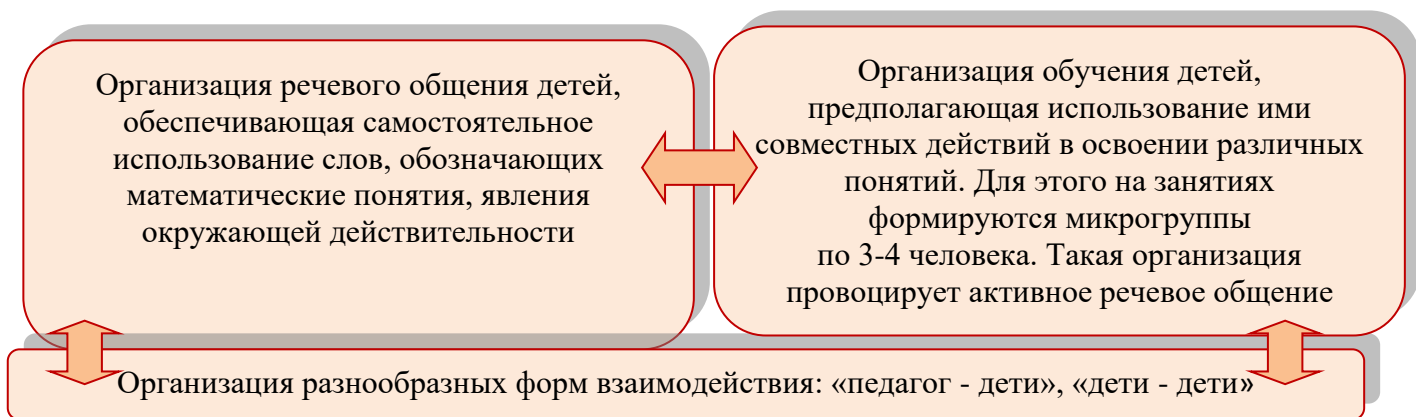 Организация речевого общения детей,
обеспечивающая самостоятельное
использование слов, обозначающих
математические понятия, явления
окружающей действительности
Организация обучения детей,
предполагающая использование ими
совместных действий в освоении различных
понятий. Для этого на занятиях
формируются микрогруппы
по 3-4 человека. Такая организация
провоцирует активное речевое общение
Организация разнообразных форм взаимодействия: «педагог - дети», «дети - дети»